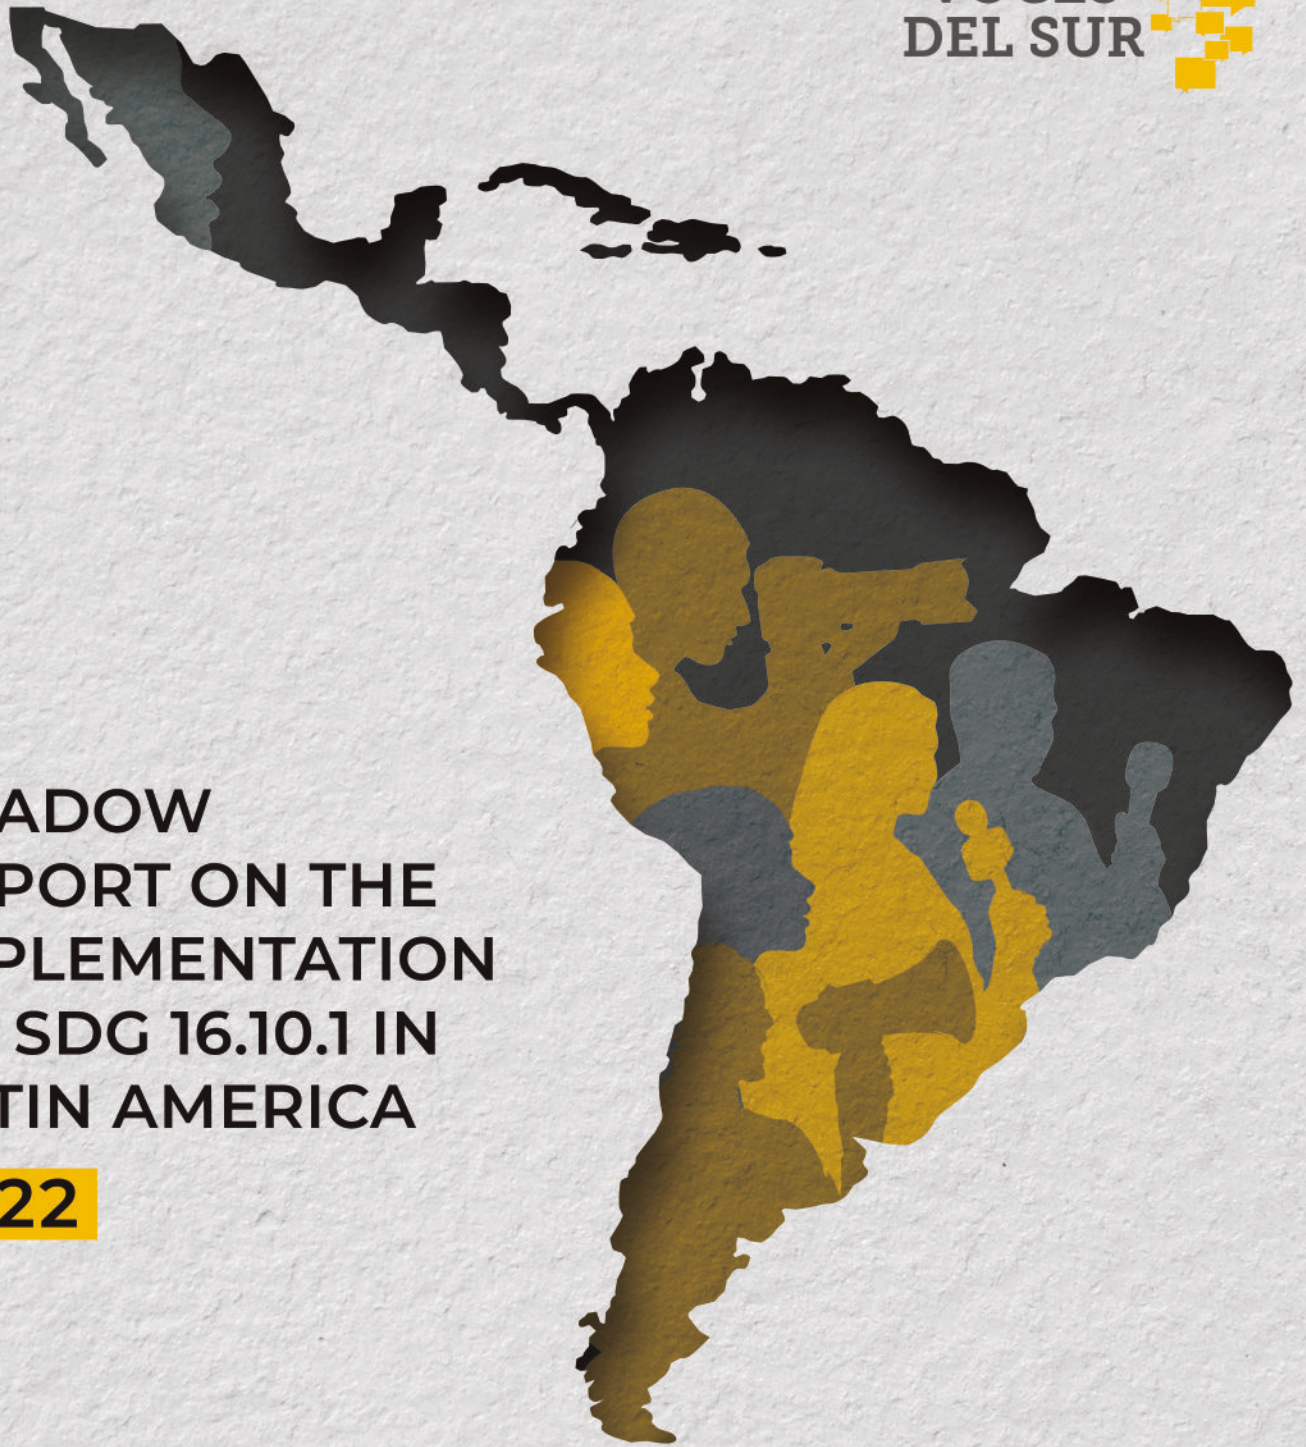 DEL SUR
ADOW
PORT ON THE
PLEMENTATION
SDG 16.10.1 IN
TIN AMERICA
22